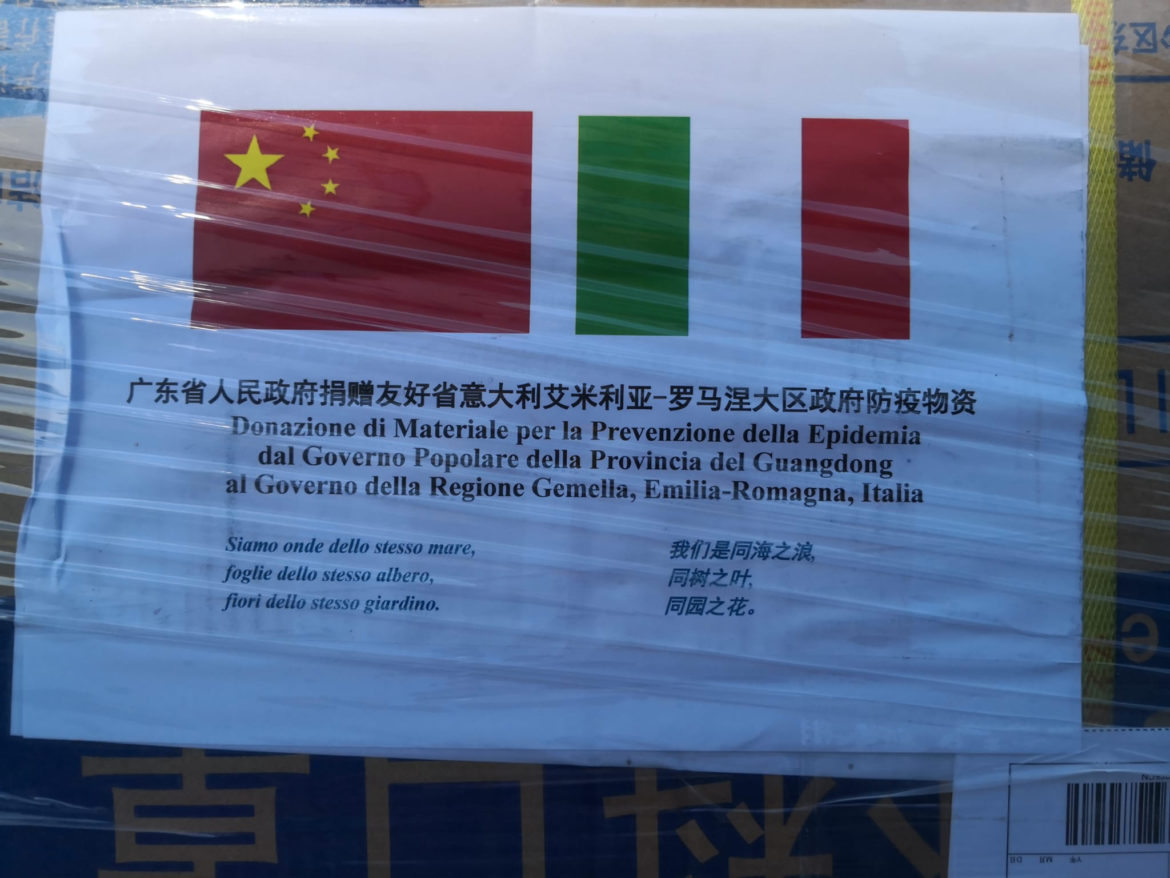 广东省人民政府捐赠友好省意大利艾米利亚-罗马涅大区政府防疫物资
Donazione di Materiale per la Prevenzione della Epidemia
dal Governo Popolare della Provincia del Guangdong
al Governo della Regione Gemella, Emilia-Romagna, Italia
Siamo onde dello stesso mare,
foglie dello stesso albero,
fiori dello stesso giardino.
我们是同海之浪,
同树之叶,
同园之花。